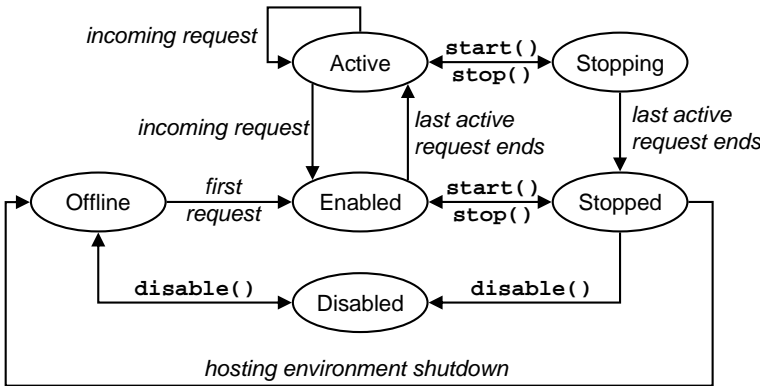 incoming request
Active
start()
stop()
Stopping
incoming request
last active
request ends
last active
request ends
Offline
first
request
Enabled
start()
stop()
Stopped
disable()
Disabled
disable()
hosting environment shutdown